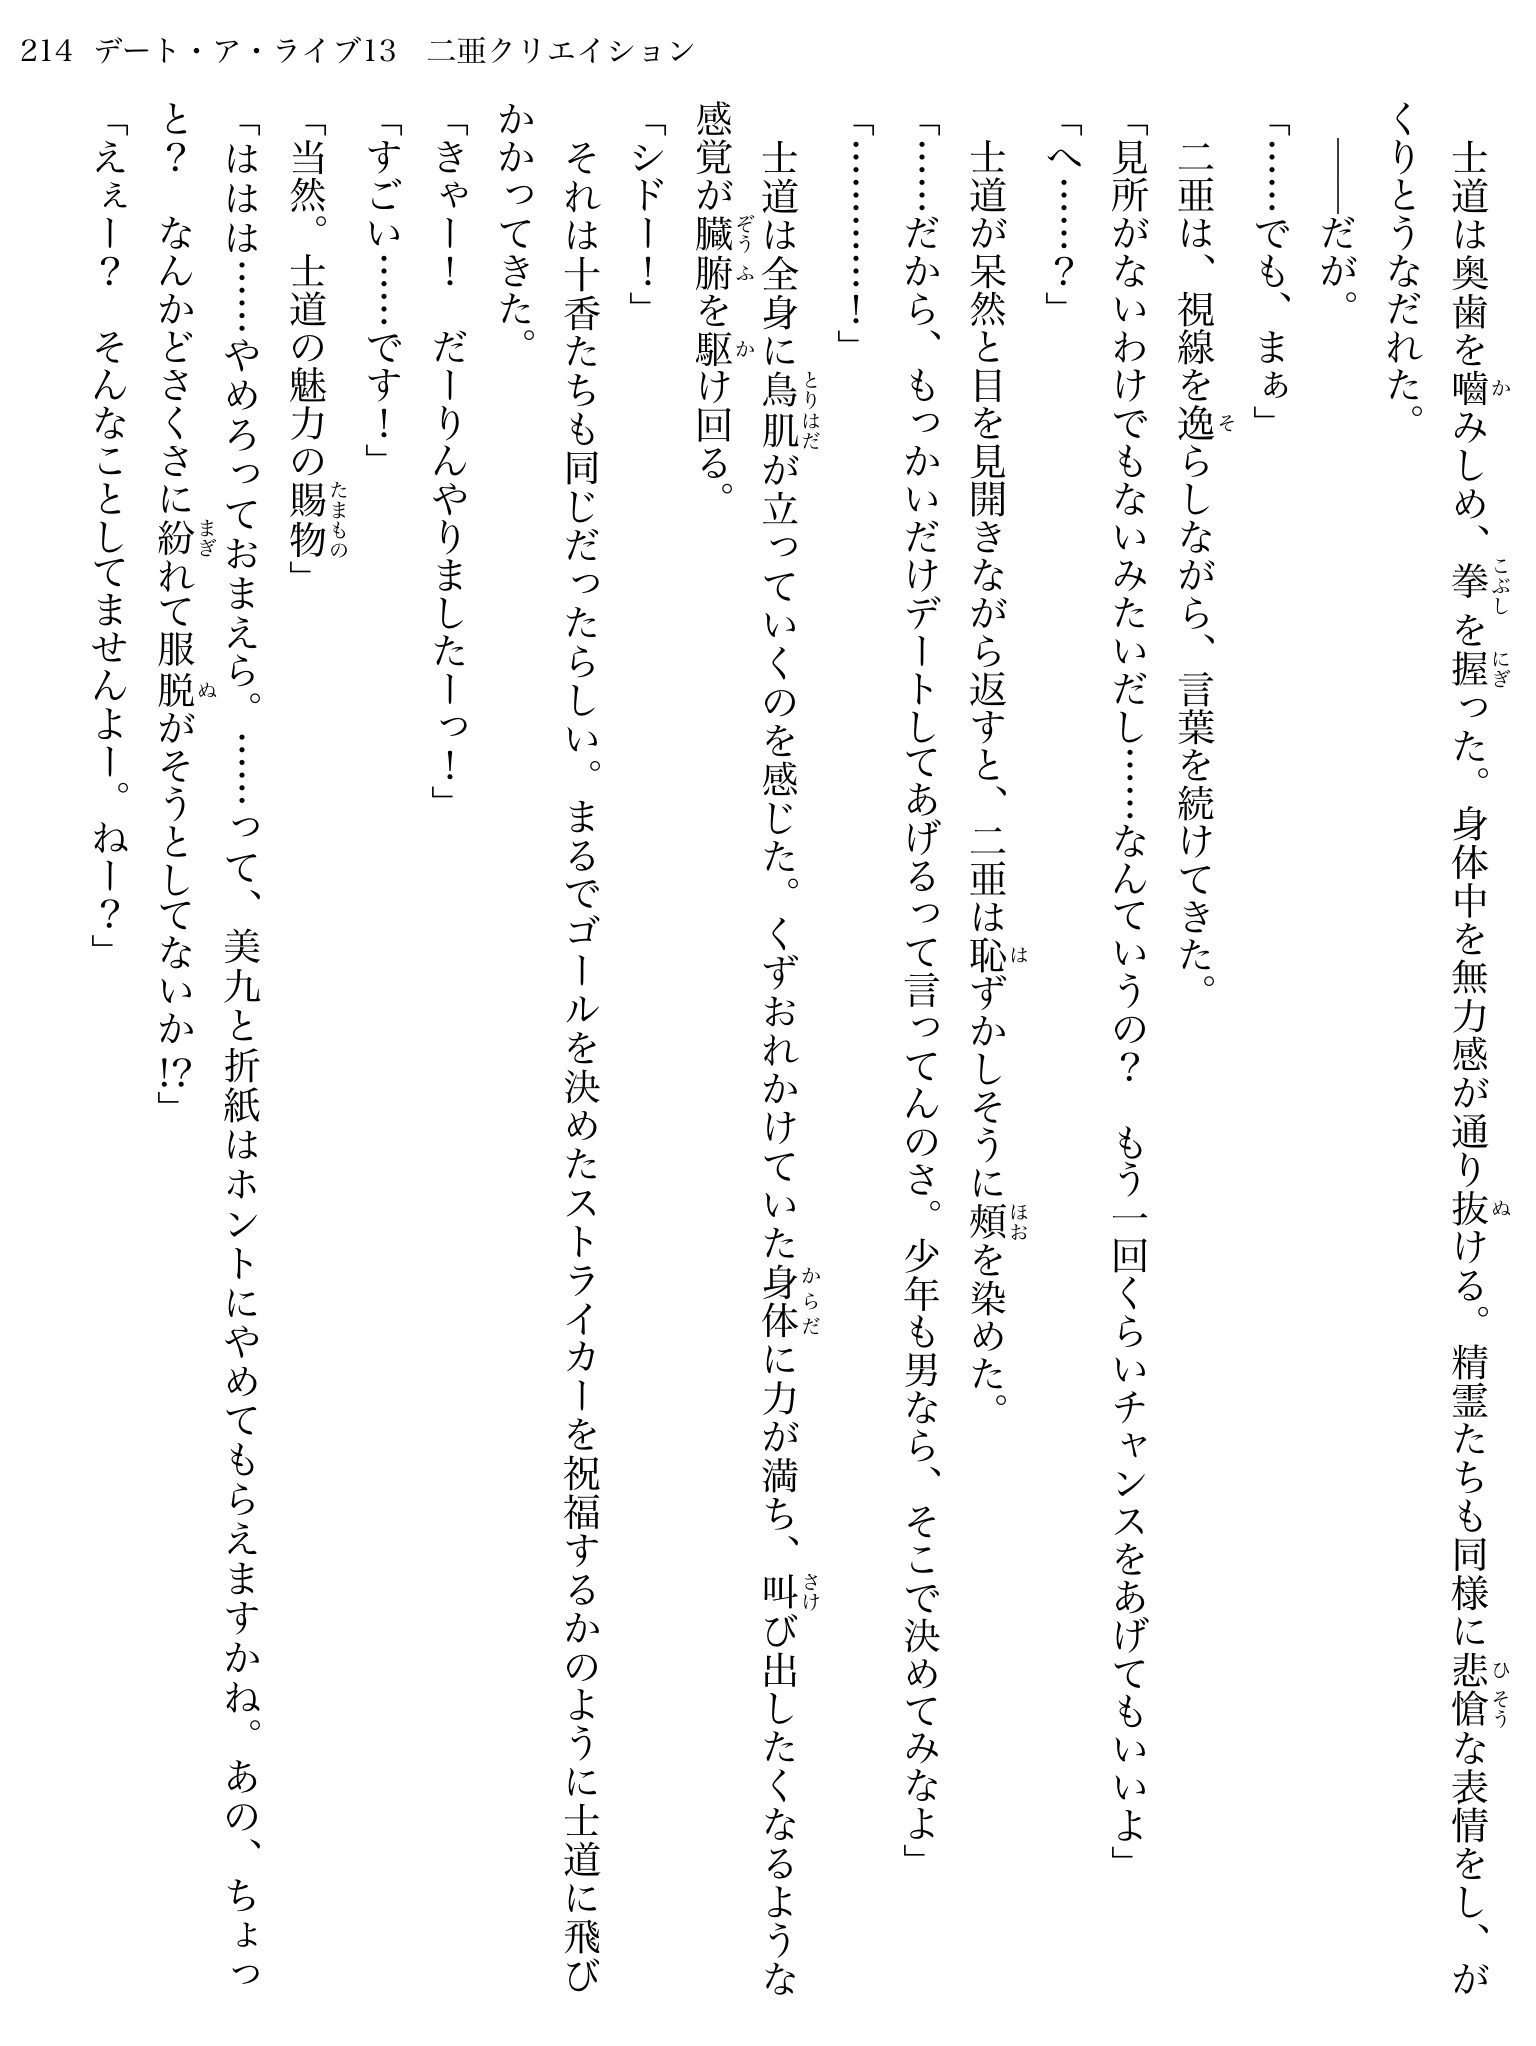 214 デート・ア・ライブ13　二亜クリエイション
　士道は奥歯を嚙みしめ、拳を握った。身体中を無力感が通り抜ける。精霊たちも同様に悲愴な表情をし、が
くりとうなだれた。
　――だが。
「……でも、まぁ」
　二亜は、視線を逸らしながら、言葉を続けてきた。
「見所がないわけでもないみたいだし……なんていうの？　もう一回くらいチャンスをあげてもいいよ」
「へ……？」
　士道が呆然と目を見開きながら返すと、二亜は恥ずかしそうに頰を染めた。
「……だから、もっかいだけデートしてあげるって言ってんのさ。少年も男なら、そこで決めてみなよ」
「…………！」
　士道は全身に鳥肌が立っていくのを感じた。くずおれかけていた身体に力が満ち、叫び出したくなるような
感覚が臓腑を駆け回る。
「シドー！」
　それは十香たちも同じだったらしい。まるでゴールを決めたストライカーを祝福するかのように士道に飛び
かかってきた。
「きゃー！　だーりんやりましたーっ！」
「すごい……です！」
「当然。士道の魅力の賜物」
「ははは……やめろっておまえら。……って、美九と折紙はホントにやめてもらえますかね。あの、ちょっ
と？　なんかどさくさに紛れて服脱がそうとしてないか!?」
「えぇー？　そんなことしてませんよー。ねー？」